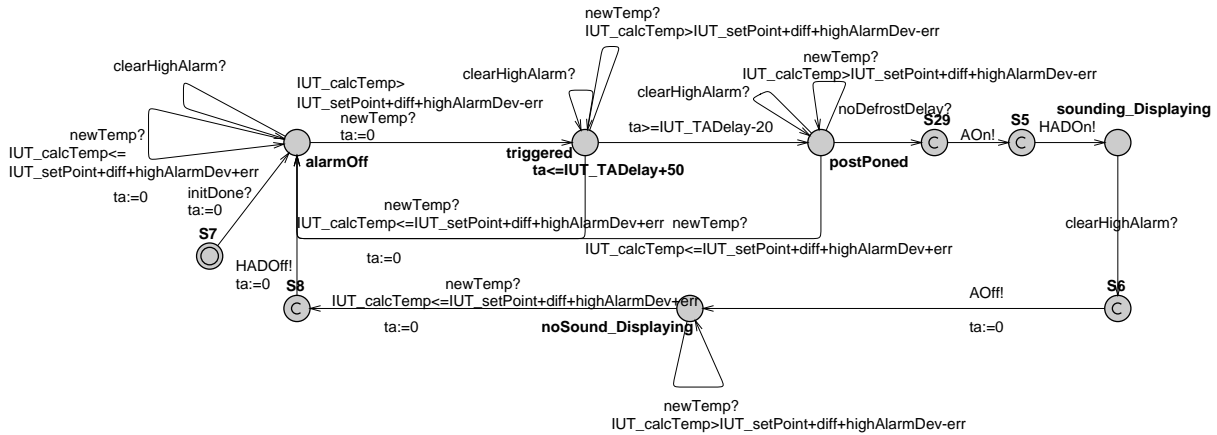 newTemp?
IUT_calcTemp>IUT_setPoint+diff+highAlarmDev-err
newTemp?
IUT_calcTemp>IUT_setPoint+diff+highAlarmDev-err
clearHighAlarm?
clearHighAlarm?
clearHighAlarm?
IUT_calcTemp>
IUT_setPoint+diff+highAlarmDev-err
newTemp?
ta:=0
noDefrostDelay?
sounding_Displaying
S29
S5
ta>=IUT_TADelay-20
AOn!
HADOn!
newTemp?
IUT_calcTemp<=
IUT_setPoint+diff+highAlarmDev+err
ta:=0
C
C
alarmOff
triggered
ta<=IUT_TADelay+50
postPoned
initDone?
ta:=0
newTemp?
IUT_calcTemp<=IUT_setPoint+diff+highAlarmDev+err
ta:=0
newTemp?
IUT_calcTemp<=IUT_setPoint+diff+highAlarmDev+err
clearHighAlarm?
S7
HADOff!
ta:=0
S8
C
newTemp?
IUT_calcTemp<=IUT_setPoint+diff+highAlarmDev+err
ta:=0
noSound_Displaying
AOff!
ta:=0
S6
C
newTemp?
IUT_calcTemp>IUT_setPoint+diff+highAlarmDev-err